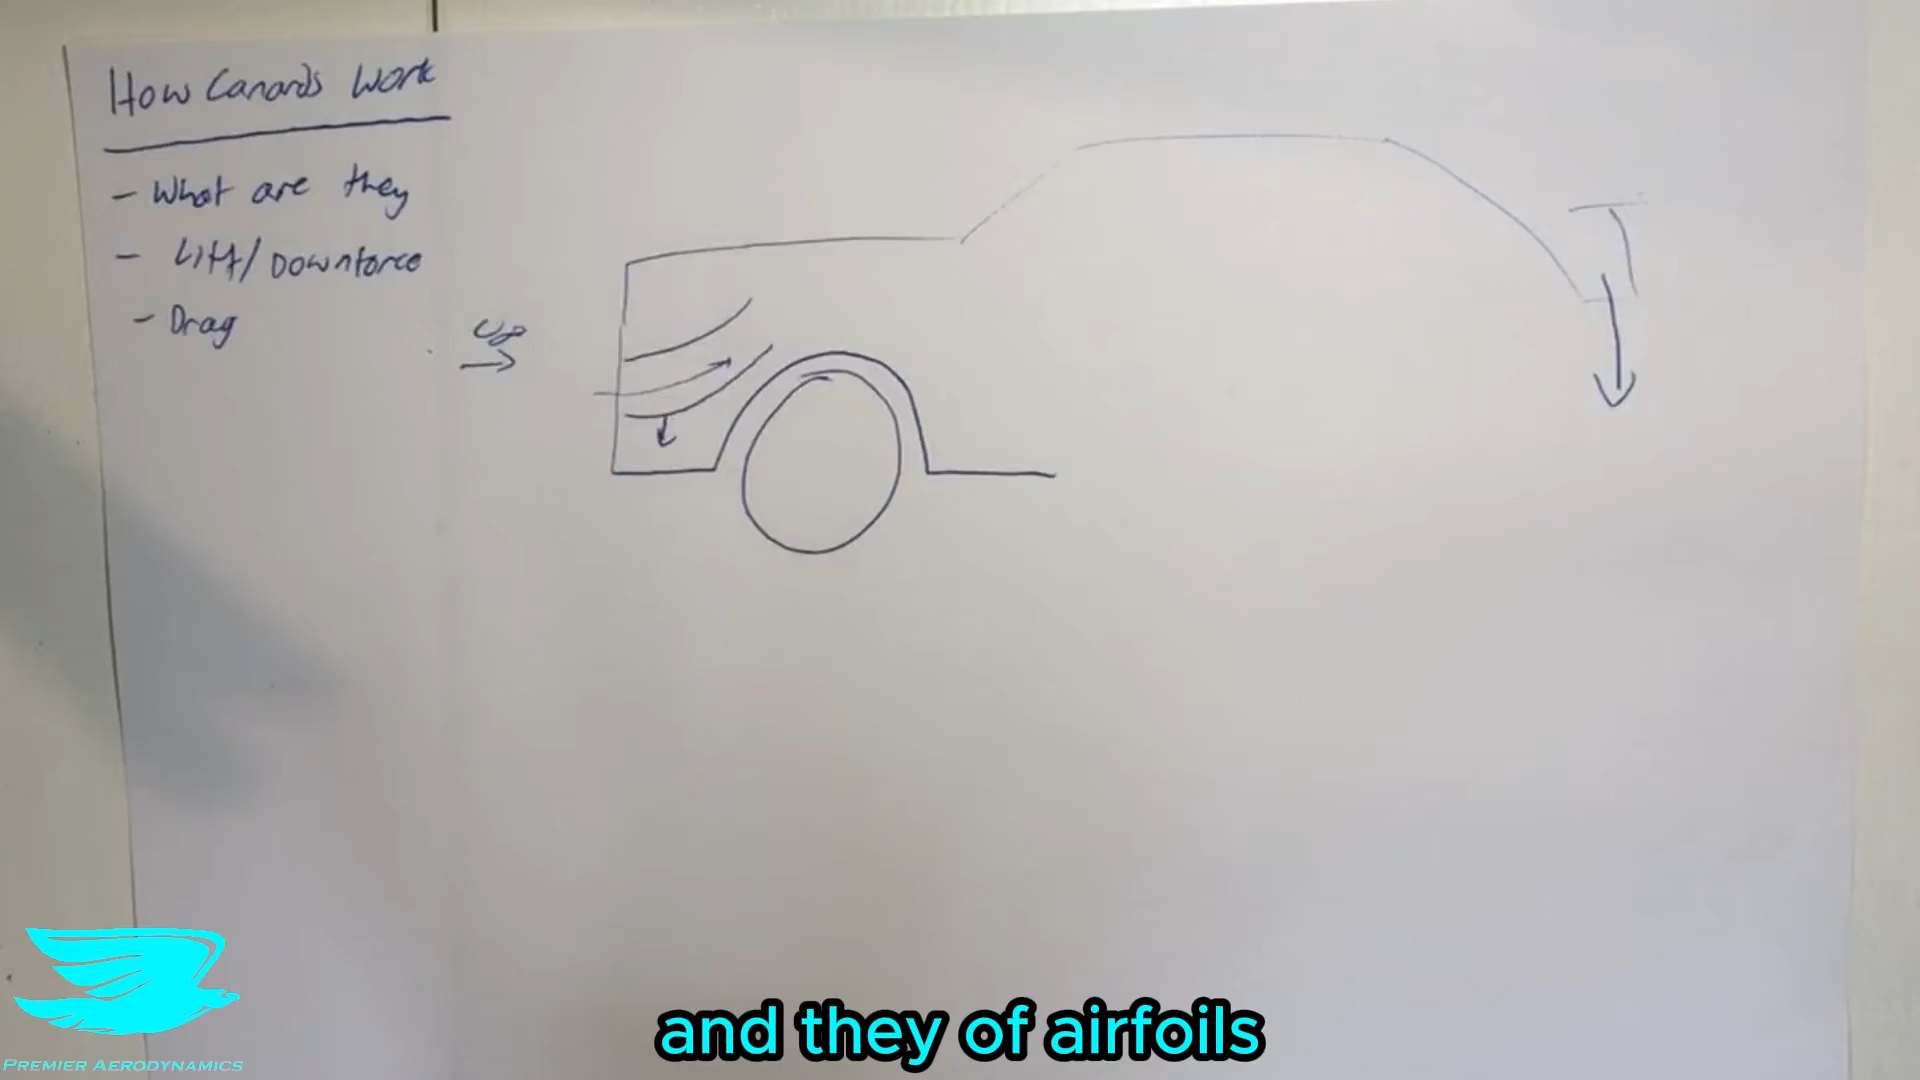 How Canards Work
- What are they
- Lift/Downforce
- Drag
U∞
PREMIER AERODYNAMICS
and they of airfoils